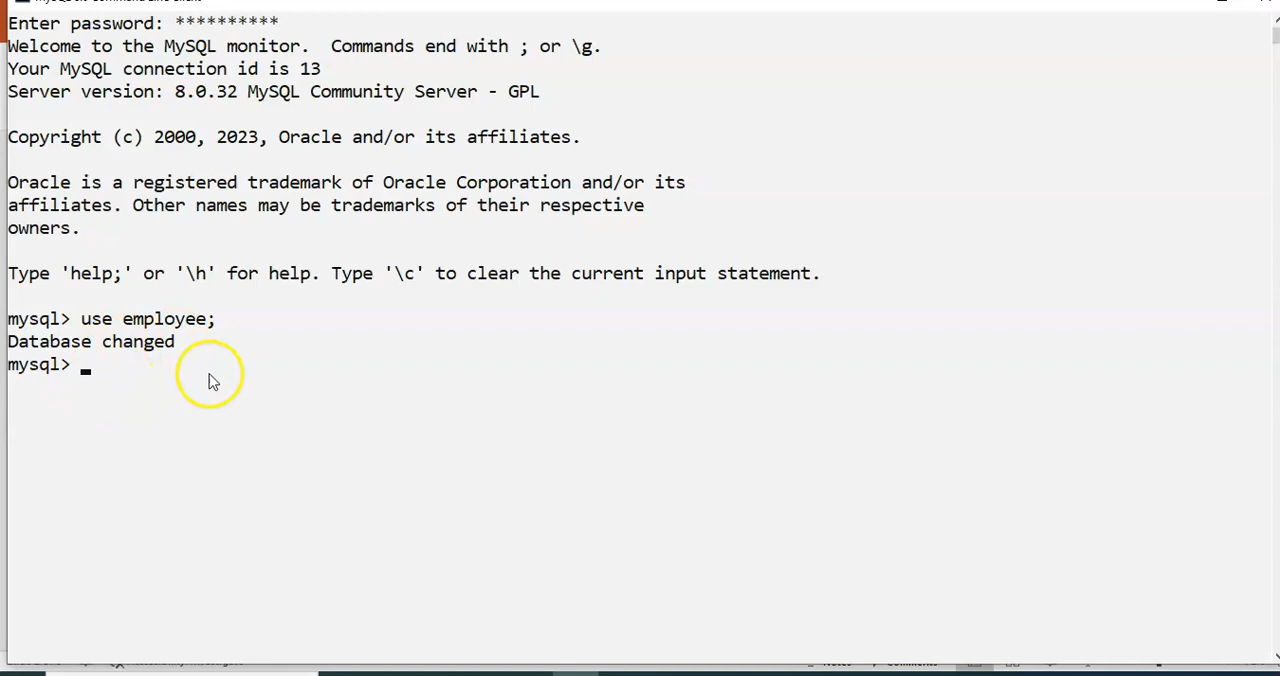 Enter password: **********
Welcome to the MySQL monitor.  Commands end with ; or \g.
Your MySQL connection id is 13
Server version: 8.0.32 MySQL Community Server - GPL
Copyright (c) 2000, 2023, Oracle and/or its affiliates.
Oracle is a registered trademark of Oracle Corporation and/or its
affiliates. Other names may be trademarks of their respective
owners.
Type 'help;' or '\h' for help. Type '\c' to clear the current input statement.
mysql> use employee;
Database changed
mysql>